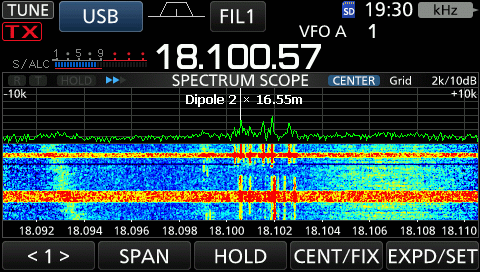 TUNE USB FIL1 SD 19:30 kHz
TX VFO A 1
S/ALC 1 5 9 18.100.57
R T HOLD SPECTRUM SCOPE CENTER Grid 2k/10dB
-10k Dipole 2 × 16.55m +10k
18.092 18.094 18.096 18.098 18.100 18.102 18.104 18.106 18.108 18.110
< 1 > SPAN HOLD CENT/FIX EXPD/SET